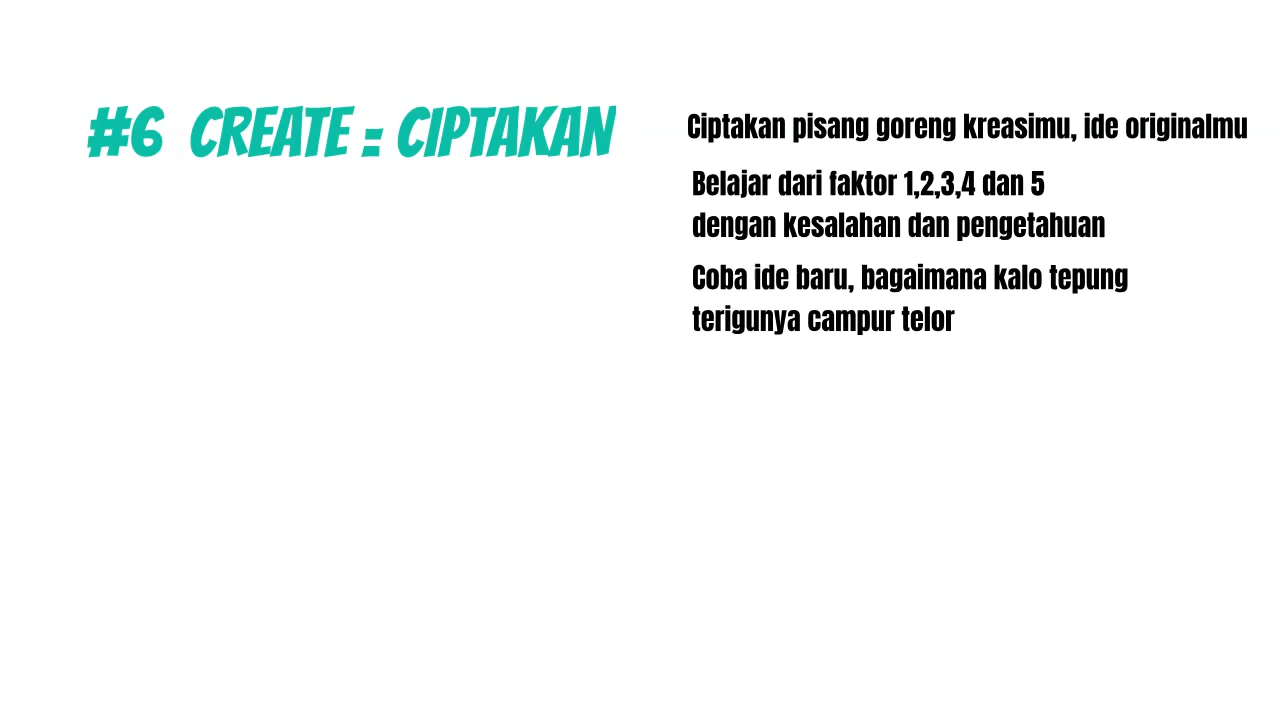 #6 CREATE = CIPTAKAN
Ciptakan pisang goreng kreasimu, ide originalmu
Belajar dari faktor 1,2,3,4 dan 5
dengan kesalahan dan pengetahuan
Coba ide baru, bagaimana kalo tepung
terigunya campur telor